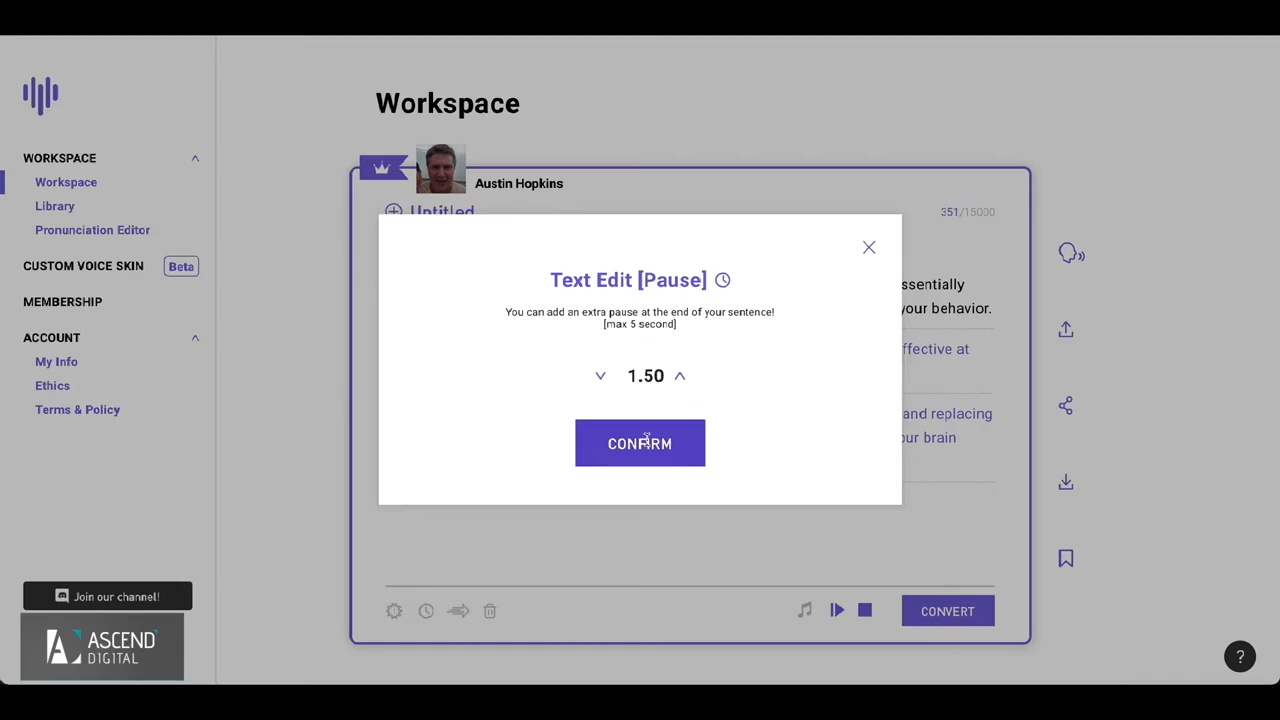 Workspace
WORKSPACE
Workspace
Library
Pronunciation Editor
CUSTOM VOICE SKIN Beta
MEMBERSHIP
ACCOUNT
My Info
Ethics
Terms & Policy
Join our channel!
ASCEND
DIGITAL
Austin Hopkins
Untitled
351/15000
ssentially
your behavior.
ffective at
and replacing
our brain
Text Edit [Pause]
You can add an extra pause at the end of your sentence!
[max 5 second]
1.50
CONFIRM
CONVERT
?